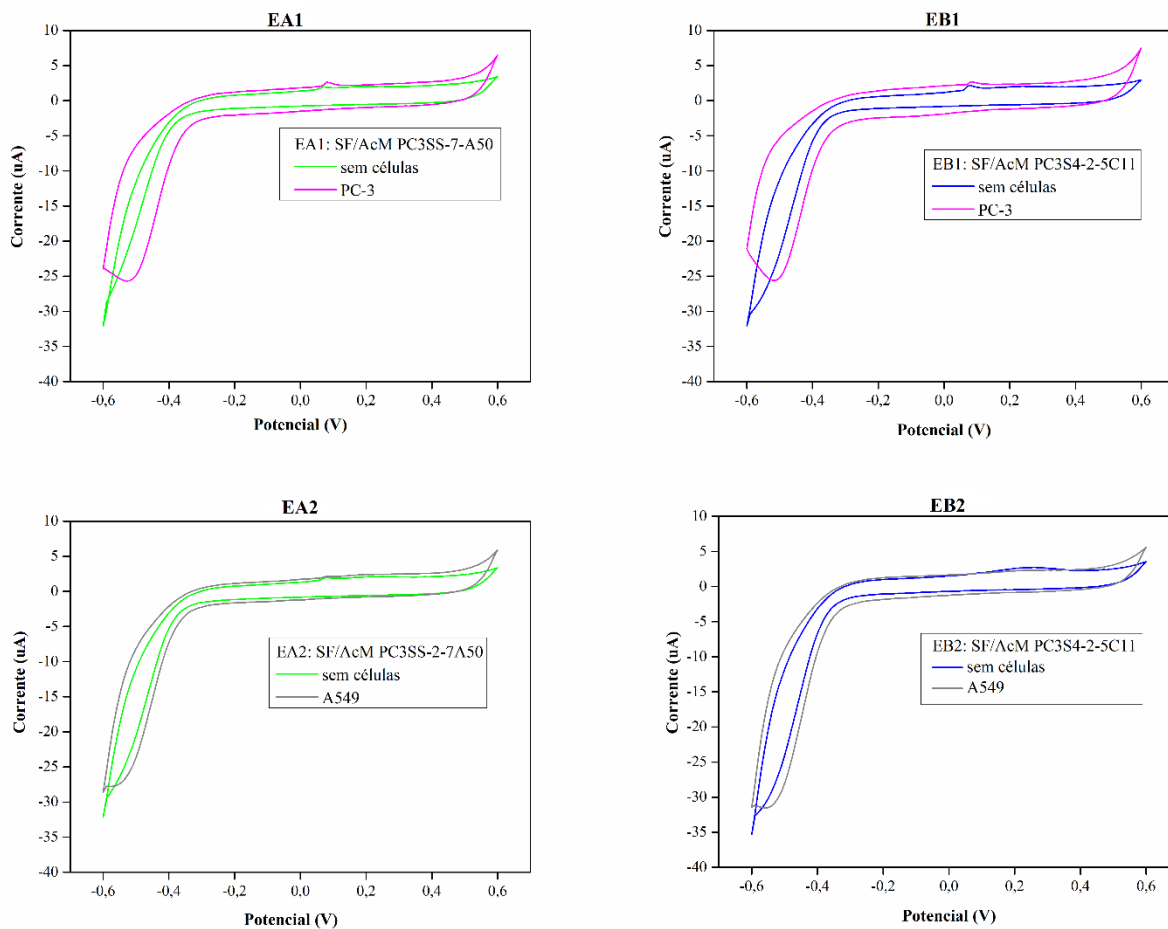 EA1
Corrente (uA)
10
5
0
-5
-10
-15
-20
-25
-30
-35
-40
EA1: SF/AcM PC3SS-7-A50
sem células
PC-3
-0,6 -0,4 -0,2 0,0 0,2 0,4 0,6
Potencial (V)
EB1
Corrente (uA)
10
5
0
-5
-10
-15
-20
-25
-30
-35
-40
EB1: SF/AcM PC3S4-2-5C11
sem células
PC-3
-0,6 -0,4 -0,2 0,0 0,2 0,4 0,6
Potencial (V)
EA2
Corrente (uA)
10
5
0
-5
-10
-15
-20
-25
-30
-35
-40
EA2: SF/AcM PC3SS-2-7A50
sem células
A549
-0,6 -0,4 -0,2 0,0 0,2 0,4 0,6
Potencial (V)
EB2
Corrente (uA)
10
5
0
-5
-10
-15
-20
-25
-30
-35
-40
EB2: SF/AcM PC3S4-2-5C11
sem células
A549
-0,6 -0,4 -0,2 0,0 0,2 0,4 0,6
Potencial (V)